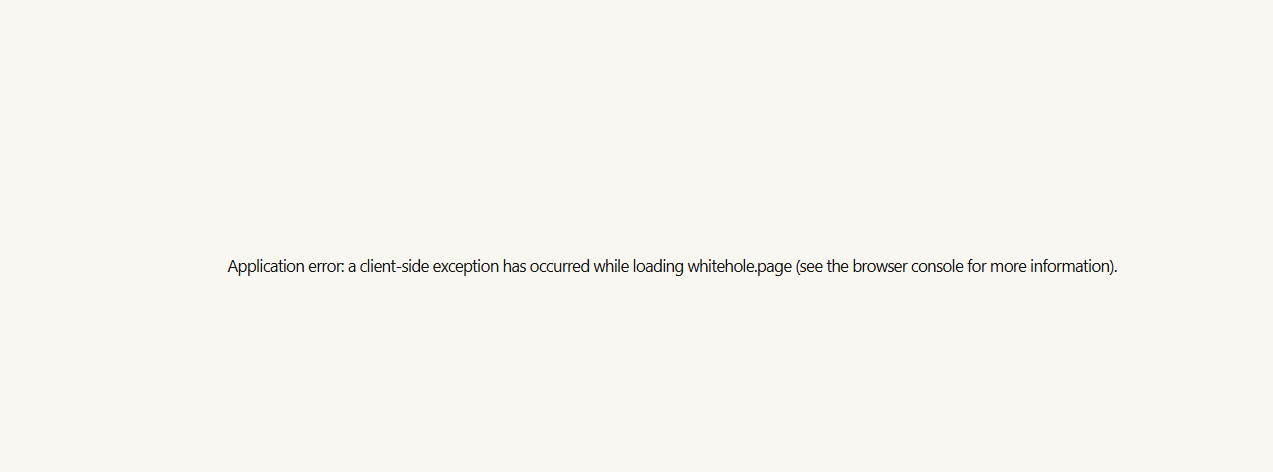 Application error: a client-side exception has occurred while loading whitehole.page (see the browser console for more information).